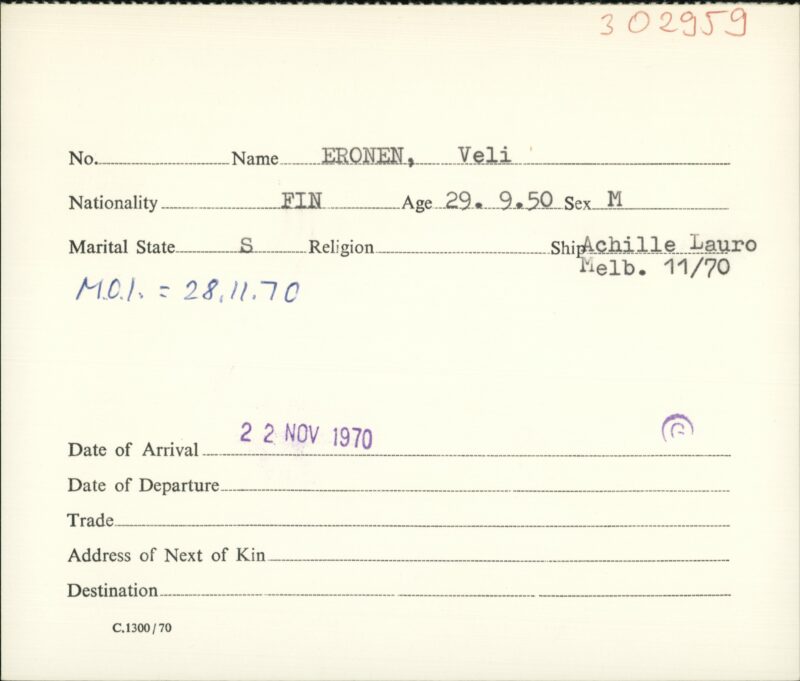 302959
No. Name ERONEN, Veli
Nationality FIN Age 29. 9.50 Sex M
Marital State S Religion Ship Achille Lauro
Melb. 11/70
M.O.I. = 28.11.70
Date of Arrival 22 NOV 1970
Date of Departure
Trade
Address of Next of Kin
Destination
C.1300/70